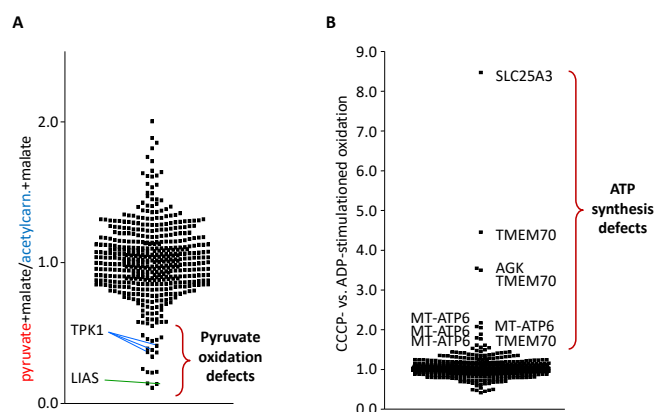 A
pyruvate+malate/acetylcarn.+malate
2.0
1.0
0.0
TPK1
LIAS
Pyruvate
oxidation
defects
B
CCCP- vs. ADP-stimulationed oxidation
9.0
8.0
7.0
6.0
5.0
4.0
3.0
2.0
1.0
0.0
SLC25A3
TMEM70
AGK
TMEM70
MT-ATP6
MT-ATP6
MT-ATP6
MT-ATP6
TMEM70
ATP
synthesis
defects